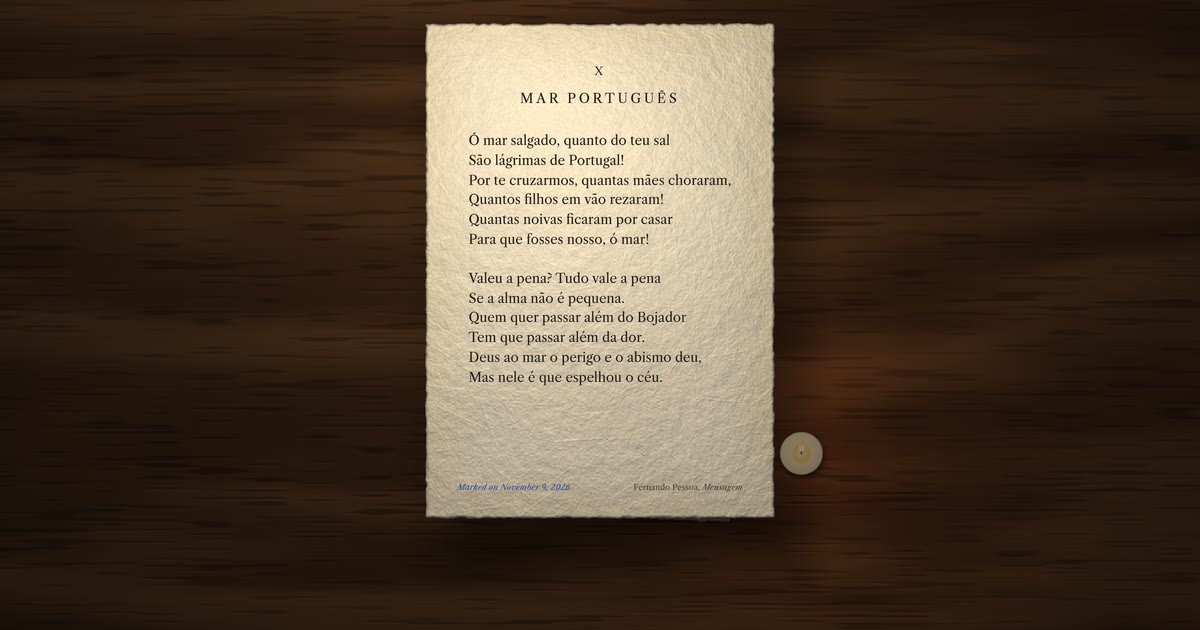 X
MAR PORTUGUÊS
Ó mar salgado, quanto do teu sal
São lágrimas de Portugal!
Por te cruzarmos, quantas mães choraram,
Quantos filhos em vão rezaram!
Quantas noivas ficaram por casar
Para que fosses nosso, ó mar!
Valeu a pena? Tudo vale a pena
Se a alma não é pequena.
Quem quer passar além do Bojador
Tem que passar além da dor.
Deus ao mar o perigo e o abismo deu,
Mas nele é que espelhou o céu.
Marked on November 9, 2026
Fernando Pessoa, Mensagem